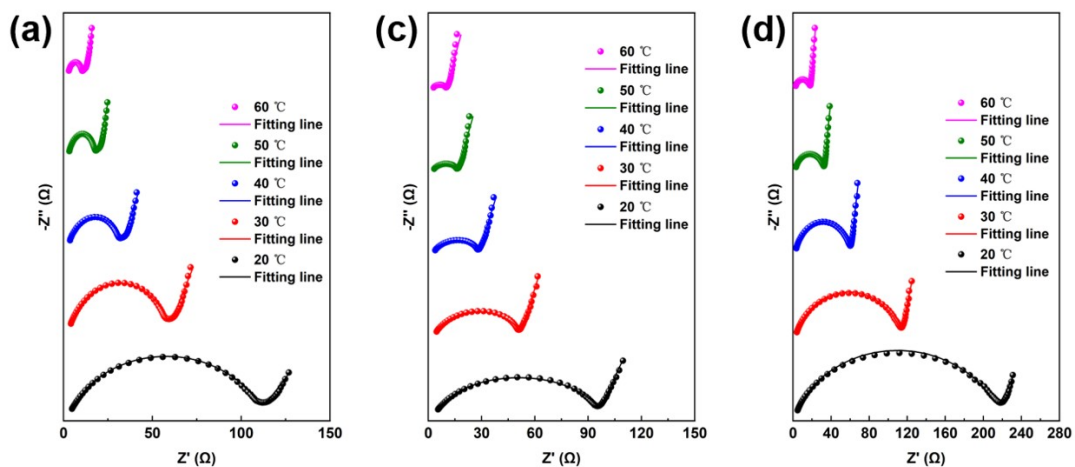 (a)
60 ℃
Fitting line
50 ℃
Fitting line
40 ℃
Fitting line
30 ℃
Fitting line
20 ℃
Fitting line
-Z'' (Ω)
0 50 100 150
Z' (Ω)
(c)
60 ℃
Fitting line
50 ℃
Fitting line
40 ℃
Fitting line
30 ℃
Fitting line
20 ℃
Fitting line
-Z'' (Ω)
0 30 60 90 120 150
Z' (Ω)
(d)
60 ℃
Fitting line
50 ℃
Fitting line
40 ℃
Fitting line
30 ℃
Fitting line
20 ℃
Fitting line
-Z'' (Ω)
0 40 80 120 160 200 240 280
Z' (Ω)